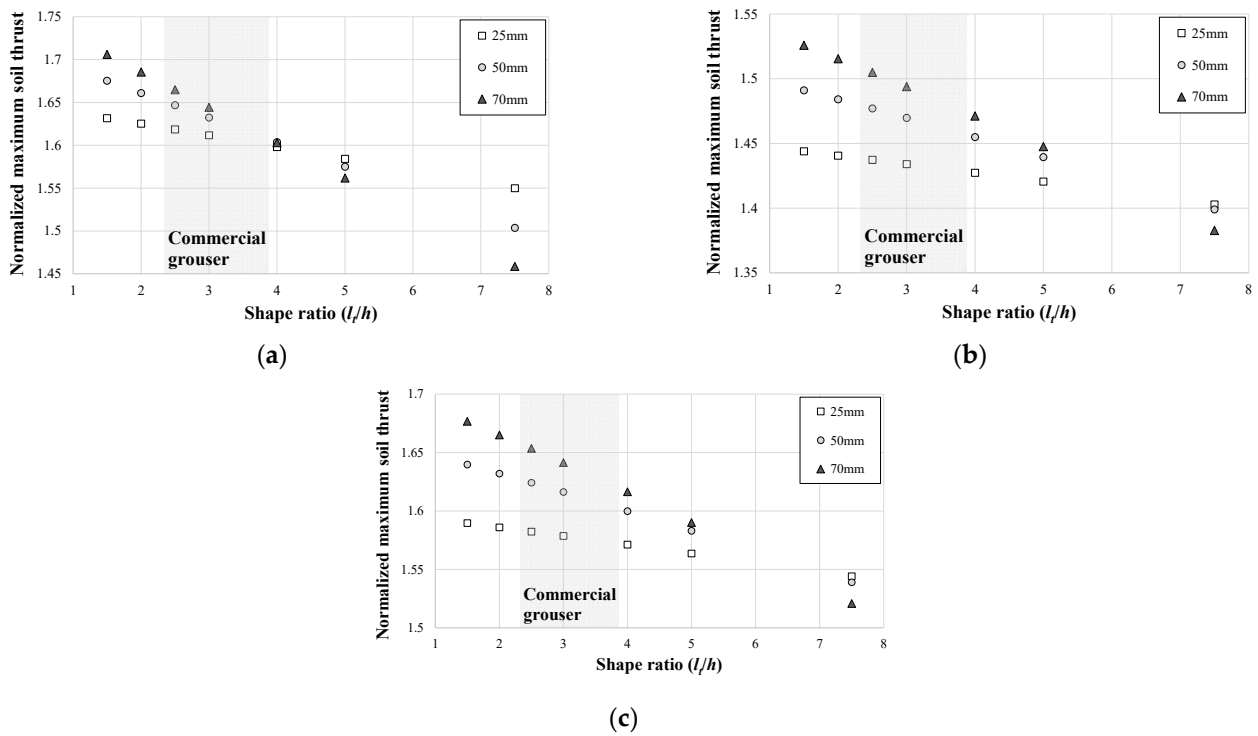 1.75
1.7
1.65
1.6
1.55
1.5
1.45
Normalized maximum soil thrust
25mm
50mm
70mm
Commercial
grouser
1 2 3 4 5 6 7 8
Shape ratio (lt/h)
(a)
1.55
1.5
1.45
1.4
1.35
Normalized maximum soil thrust
25mm
50mm
70mm
Commercial
grouser
1 2 3 4 5 6 7 8
Shape ratio (lt/h)
(b)
1.7
1.65
1.6
1.55
1.5
Normalized maximum soil thrust
25mm
50mm
70mm
Commercial
grouser
1 2 3 4 5 6 7 8
Shape ratio (lt/h)
(c)